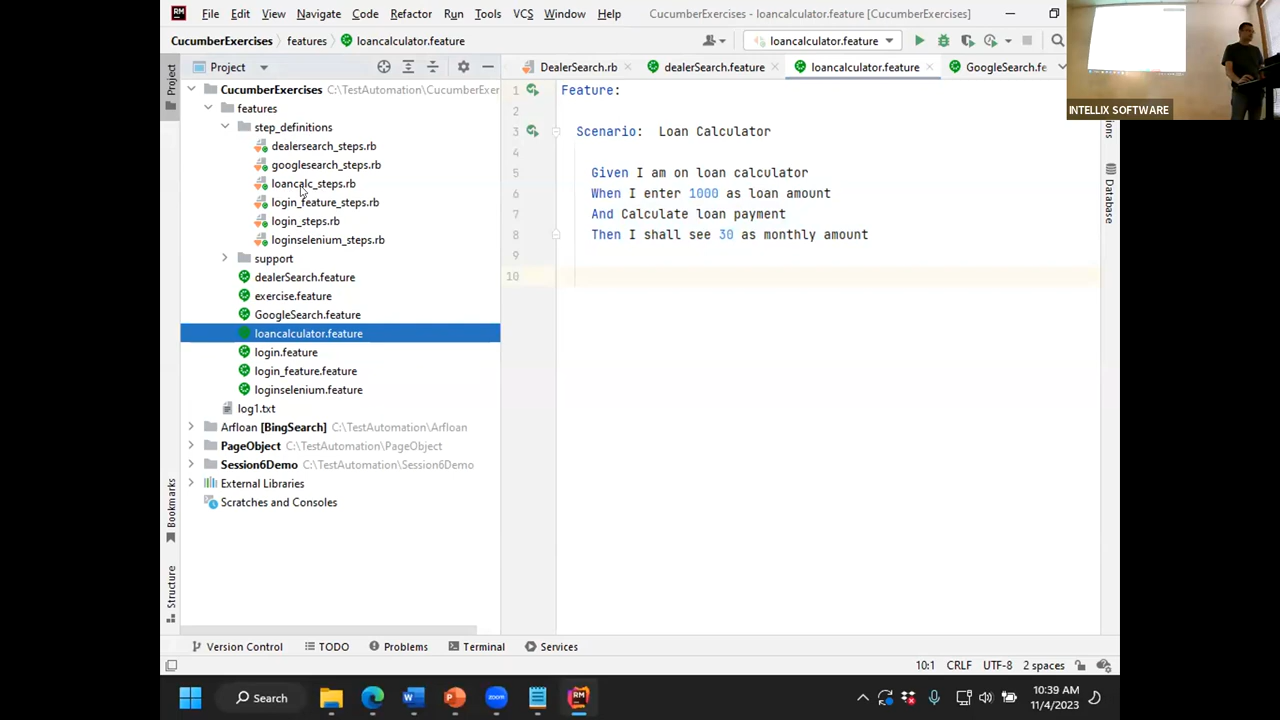 RM File Edit View Navigate Code Refactor Run Tools VCS Window Help CucumberExercises - loancalculator.feature [CucumberExercises]
CucumberExercises features loancalculator.feature loancalculator.feature
INTELLIX SOFTWARE
Project
Project
DealerSearch.rb dealerSearch.feature loancalculator.feature GoogleSearch.fe
CucumberExercises C:\TestAutomation\CucumberExer
features
step_definitions
dealersearch_steps.rb
googlesearch_steps.rb
loancalc_steps.rb
login_feature_steps.rb
login_steps.rb
loginselenium_steps.rb
support
dealerSearch.feature
exercise.feature
GoogleSearch.feature
loancalculator.feature
login.feature
login_feature.feature
loginselenium.feature
log1.txt
Arfloan [BingSearch] C:\TestAutomation\Arfloan
PageObject C:\TestAutomation\PageObject
Session6Demo C:\TestAutomation\Session6Demo
External Libraries
Scratches and Consoles
1 Feature:
2
3 Scenario: Loan Calculator
4
5 Given I am on loan calculator
6 When I enter 1000 as loan amount
7 And Calculate loan payment
8 Then I shall see 30 as monthly amount
9
10
Database
Bookmarks
Structure
Version Control TODO Problems Terminal Services
10:1 CRLF UTF-8 2 spaces
Search
RM
10:39 AM
11/4/2023